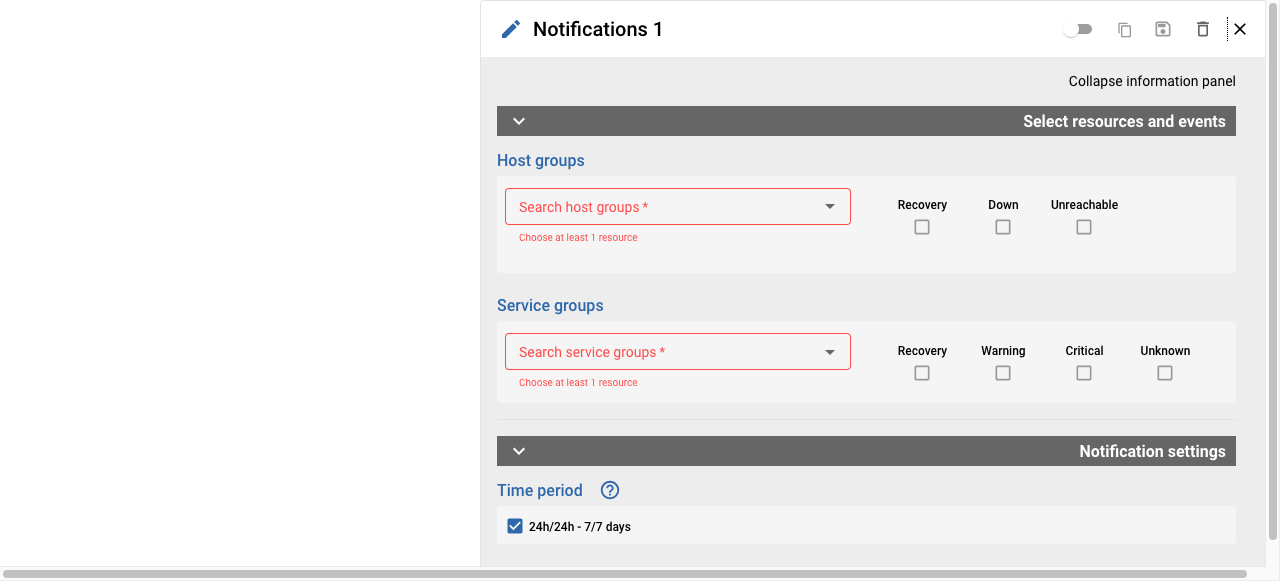 Notifications 1
Collapse information panel
Select resources and events
Host groups
Search host groups *
Choose at least 1 resource
Recovery Down Unreachable
Service groups
Search service groups *
Choose at least 1 resource
Recovery Warning Critical Unknown
Notification settings
Time period
24h/24h - 7/7 days